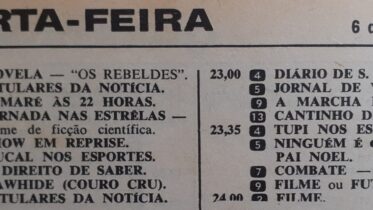 RTA-FEIRA
6 d
OVELA — "OS REBELDES".
TULARES DA NOTÍCIA.
MARÉ ÀS 22 HORAS.
RNADA NAS ESTRÊLAS —
me de ficção científica.
HOW EM REPRISE.
UCAL NOS ESPORTES.
DIREITO DE SABER.
AWHIDE (COURO CRU).
TULARES DA NOTÍCIA.
23,00 4 DIÁRIO DE S.
5 JORNAL DE
9 A MARCHA
13 CANTINHO D
23,35 4 TUPI NOS ES
5 NINGUÉM É
PAI NOEL.
7 COMBATE —
9 FILME ou FU
24,00 2 FILME.